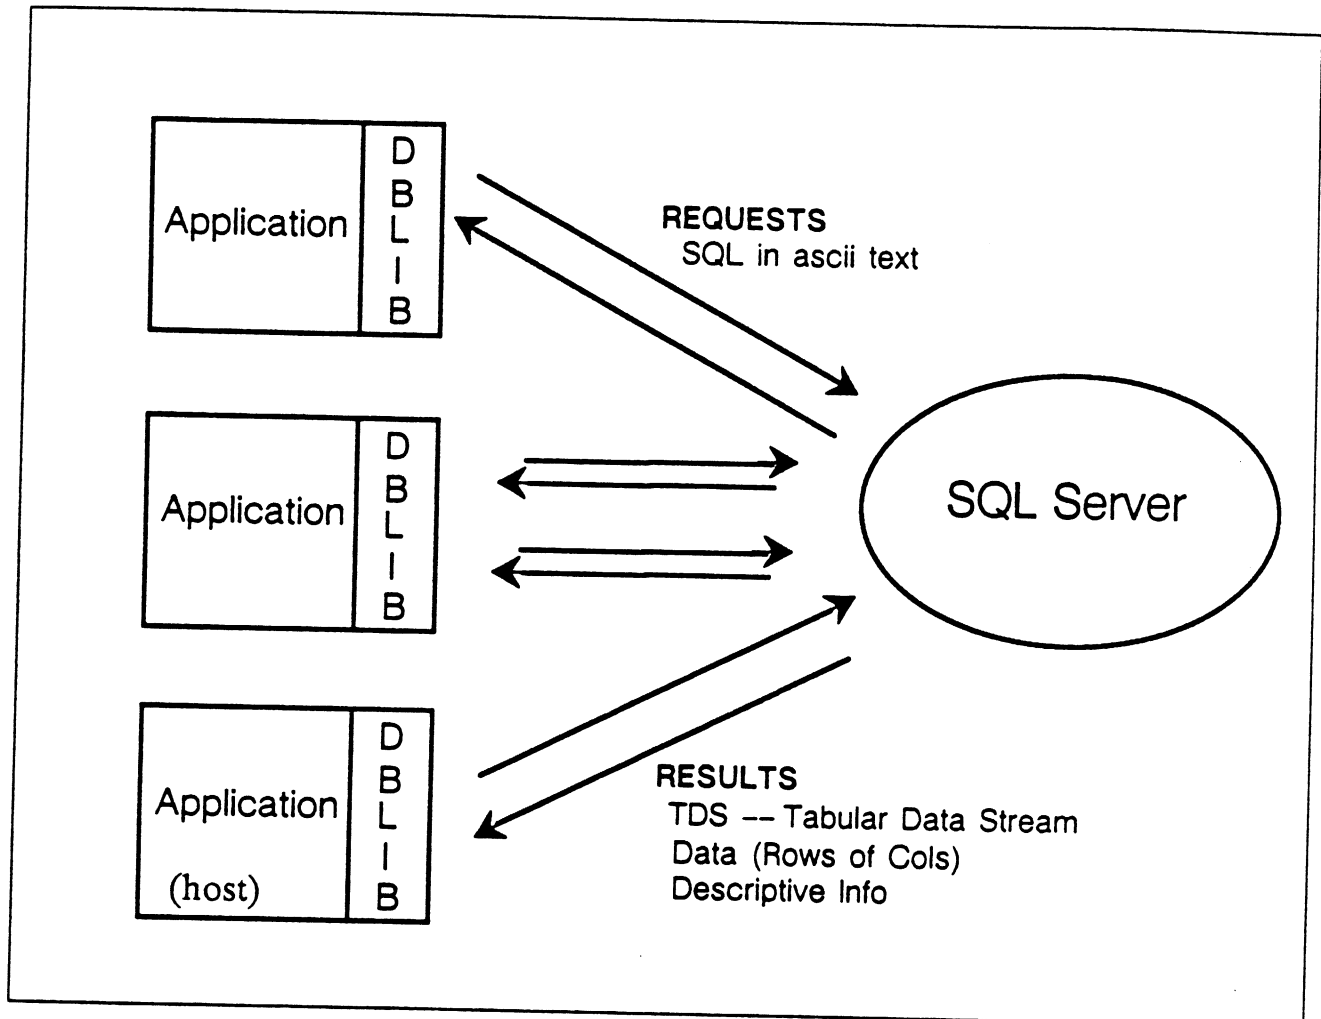 Application
D
B
L
I
B
REQUESTS
SQL in ascii text
Application
D
B
L
I
B
SQL Server
Application
(host)
D
B
L
I
B
RESULTS
TDS -- Tabular Data Stream
Data (Rows of Cols)
Descriptive Info